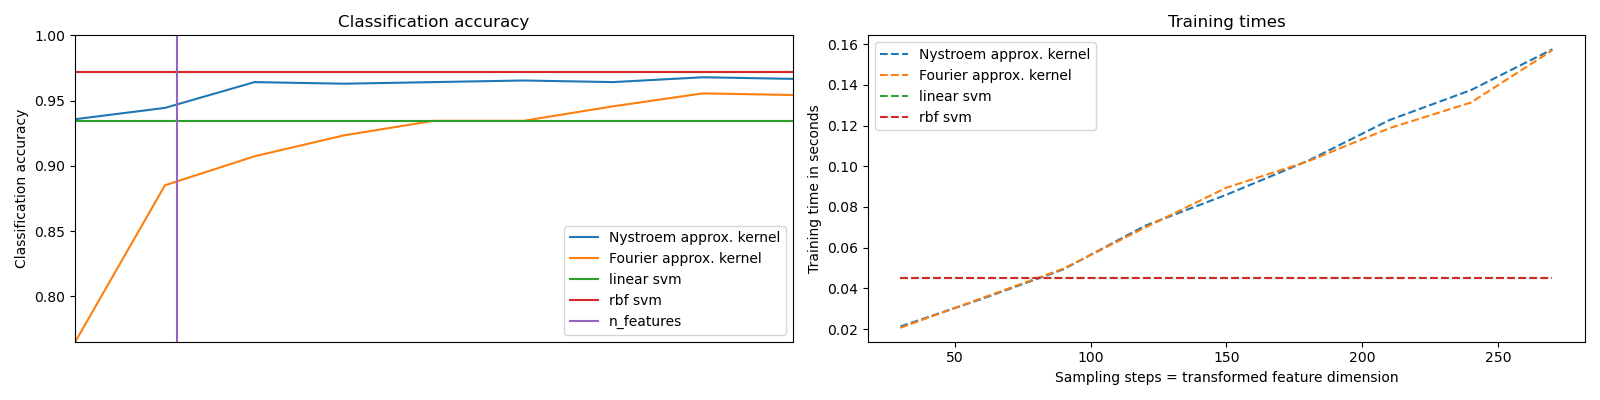 Classification accuracy
Classification accuracy
1.00
0.95
0.90
0.85
0.80
Nystroem approx. kernel
Fourier approx. kernel
linear svm
rbf svm
n_features
Training times
Training time in seconds
0.16
0.14
0.12
0.10
0.08
0.06
0.04
0.02
Nystroem approx. kernel
Fourier approx. kernel
linear svm
rbf svm
50
100
150
200
250
Sampling steps = transformed feature dimension